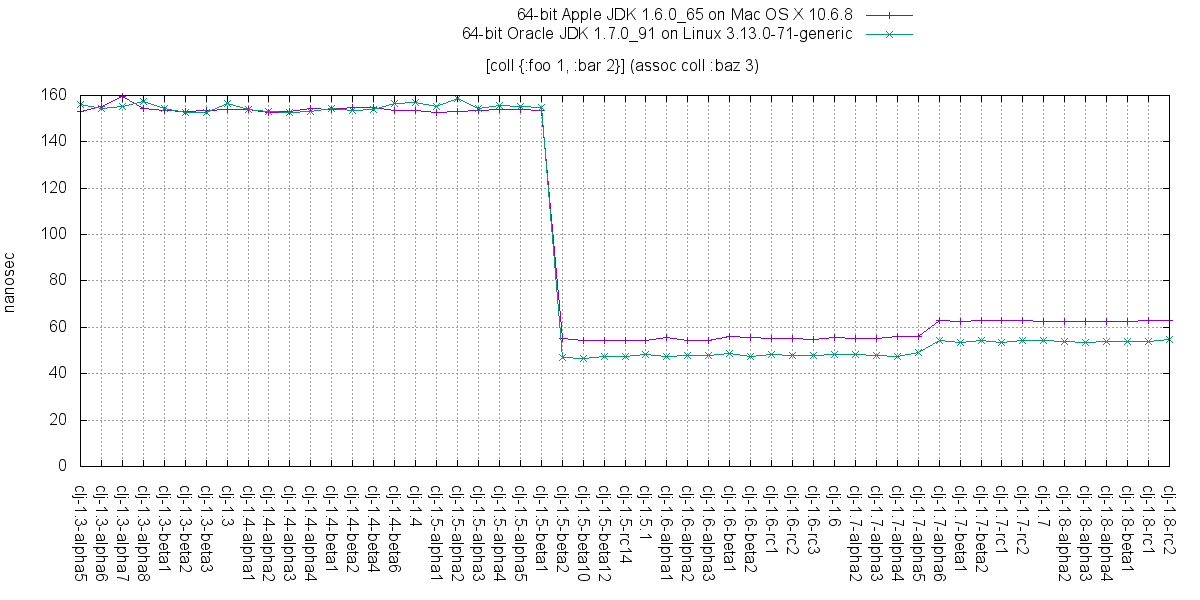 64-bit Apple JDK 1.6.0_65 on Mac OS X 10.6.8
64-bit Oracle JDK 1.7.0_91 on Linux 3.13.0-71-generic
[coll {:foo 1, :bar 2}] (assoc coll :baz 3)
160
140
120
100
80
60
40
20
0
nanosec
clj-1.3-alpha5
clj-1.3-alpha6
clj-1.3-alpha7
clj-1.3-alpha8
clj-1.3-beta1
clj-1.3-beta2
clj-1.3-beta3
clj-1.3
clj-1.4-alpha1
clj-1.4-alpha2
clj-1.4-alpha3
clj-1.4-alpha4
clj-1.4-beta1
clj-1.4-beta2
clj-1.4-beta4
clj-1.4-beta6
clj-1.4
clj-1.5-alpha1
clj-1.5-alpha2
clj-1.5-alpha3
clj-1.5-alpha4
clj-1.5-alpha5
clj-1.5-beta1
clj-1.5-beta2
clj-1.5-beta10
clj-1.5-beta12
clj-1.5-rc14
clj-1.5.1
clj-1.6-alpha1
clj-1.6-alpha2
clj-1.6-alpha3
clj-1.6-beta1
clj-1.6-beta2
clj-1.6-rc1
clj-1.6-rc2
clj-1.6-rc3
clj-1.6
clj-1.7-alpha2
clj-1.7-alpha3
clj-1.7-alpha4
clj-1.7-alpha5
clj-1.7-alpha6
clj-1.7-beta1
clj-1.7-beta2
clj-1.7-rc1
clj-1.7-rc2
clj-1.7
clj-1.8-alpha2
clj-1.8-alpha3
clj-1.8-alpha4
clj-1.8-beta1
clj-1.8-rc1
clj-1.8-rc2